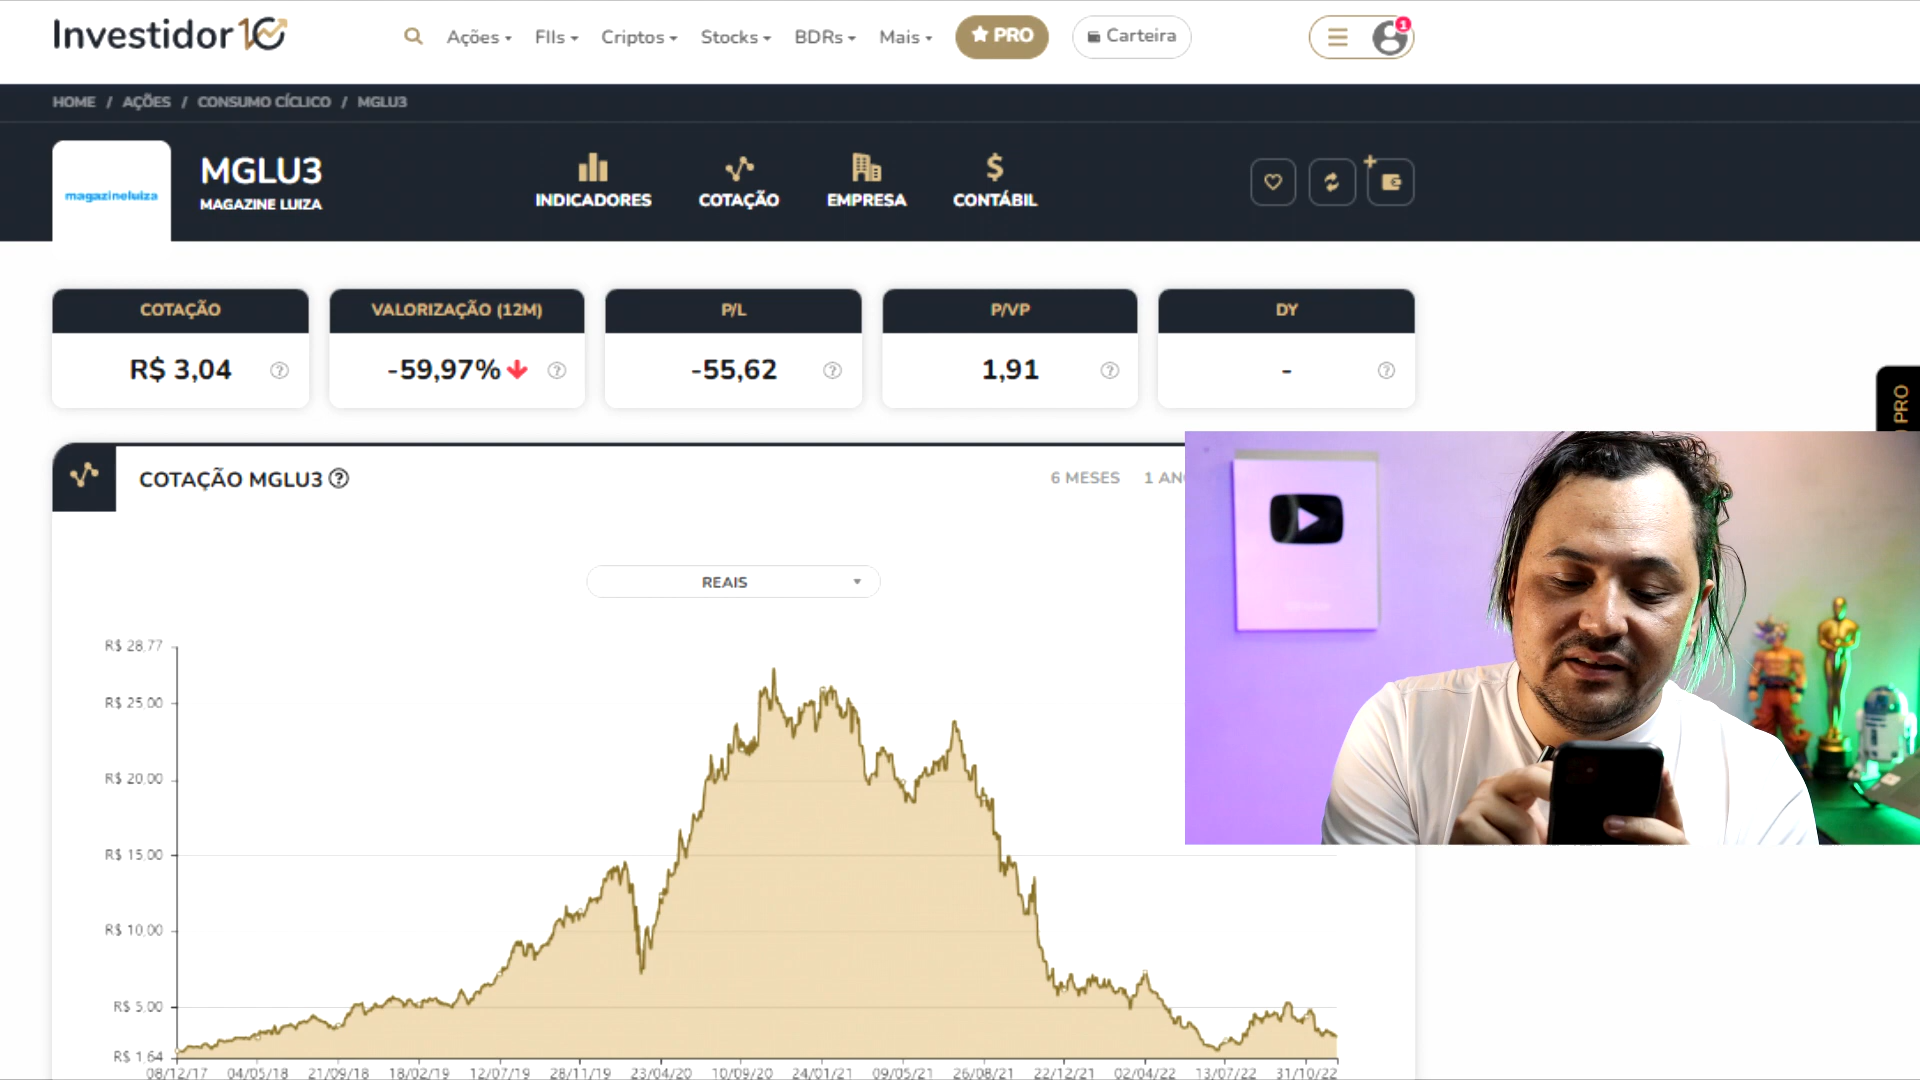 Investidor10
Ações
FIIs
Criptos
Stocks
BDRs
Mais
PRO
Carteira
1
HOME / AÇÕES / CONSUMO CÍCLICO / MGLU3
magazineluiza
MGLU3
MAGAZINE LUIZA
INDICADORES
COTAÇÃO
EMPRESA
CONTÁBIL
COTAÇÃO
R$ 3,04
VALORIZAÇÃO (12M)
-59,97%
P/L
-55,62
P/VP
1,91
DY
-
PRO
COTAÇÃO MGLU3
6 MESES
REAIS
R$ 28,77
R$ 25,00
R$ 20,00
R$ 15,00
R$ 10,00
R$ 5,00
R$ 1,64
08/12/17 04/05/18 21/09/18 18/02/19 12/07/19 28/11/19 23/04/20 10/09/20 24/01/21 09/05/21 26/08/21 22/12/21 02/04/22 13/07/22 31/10/22